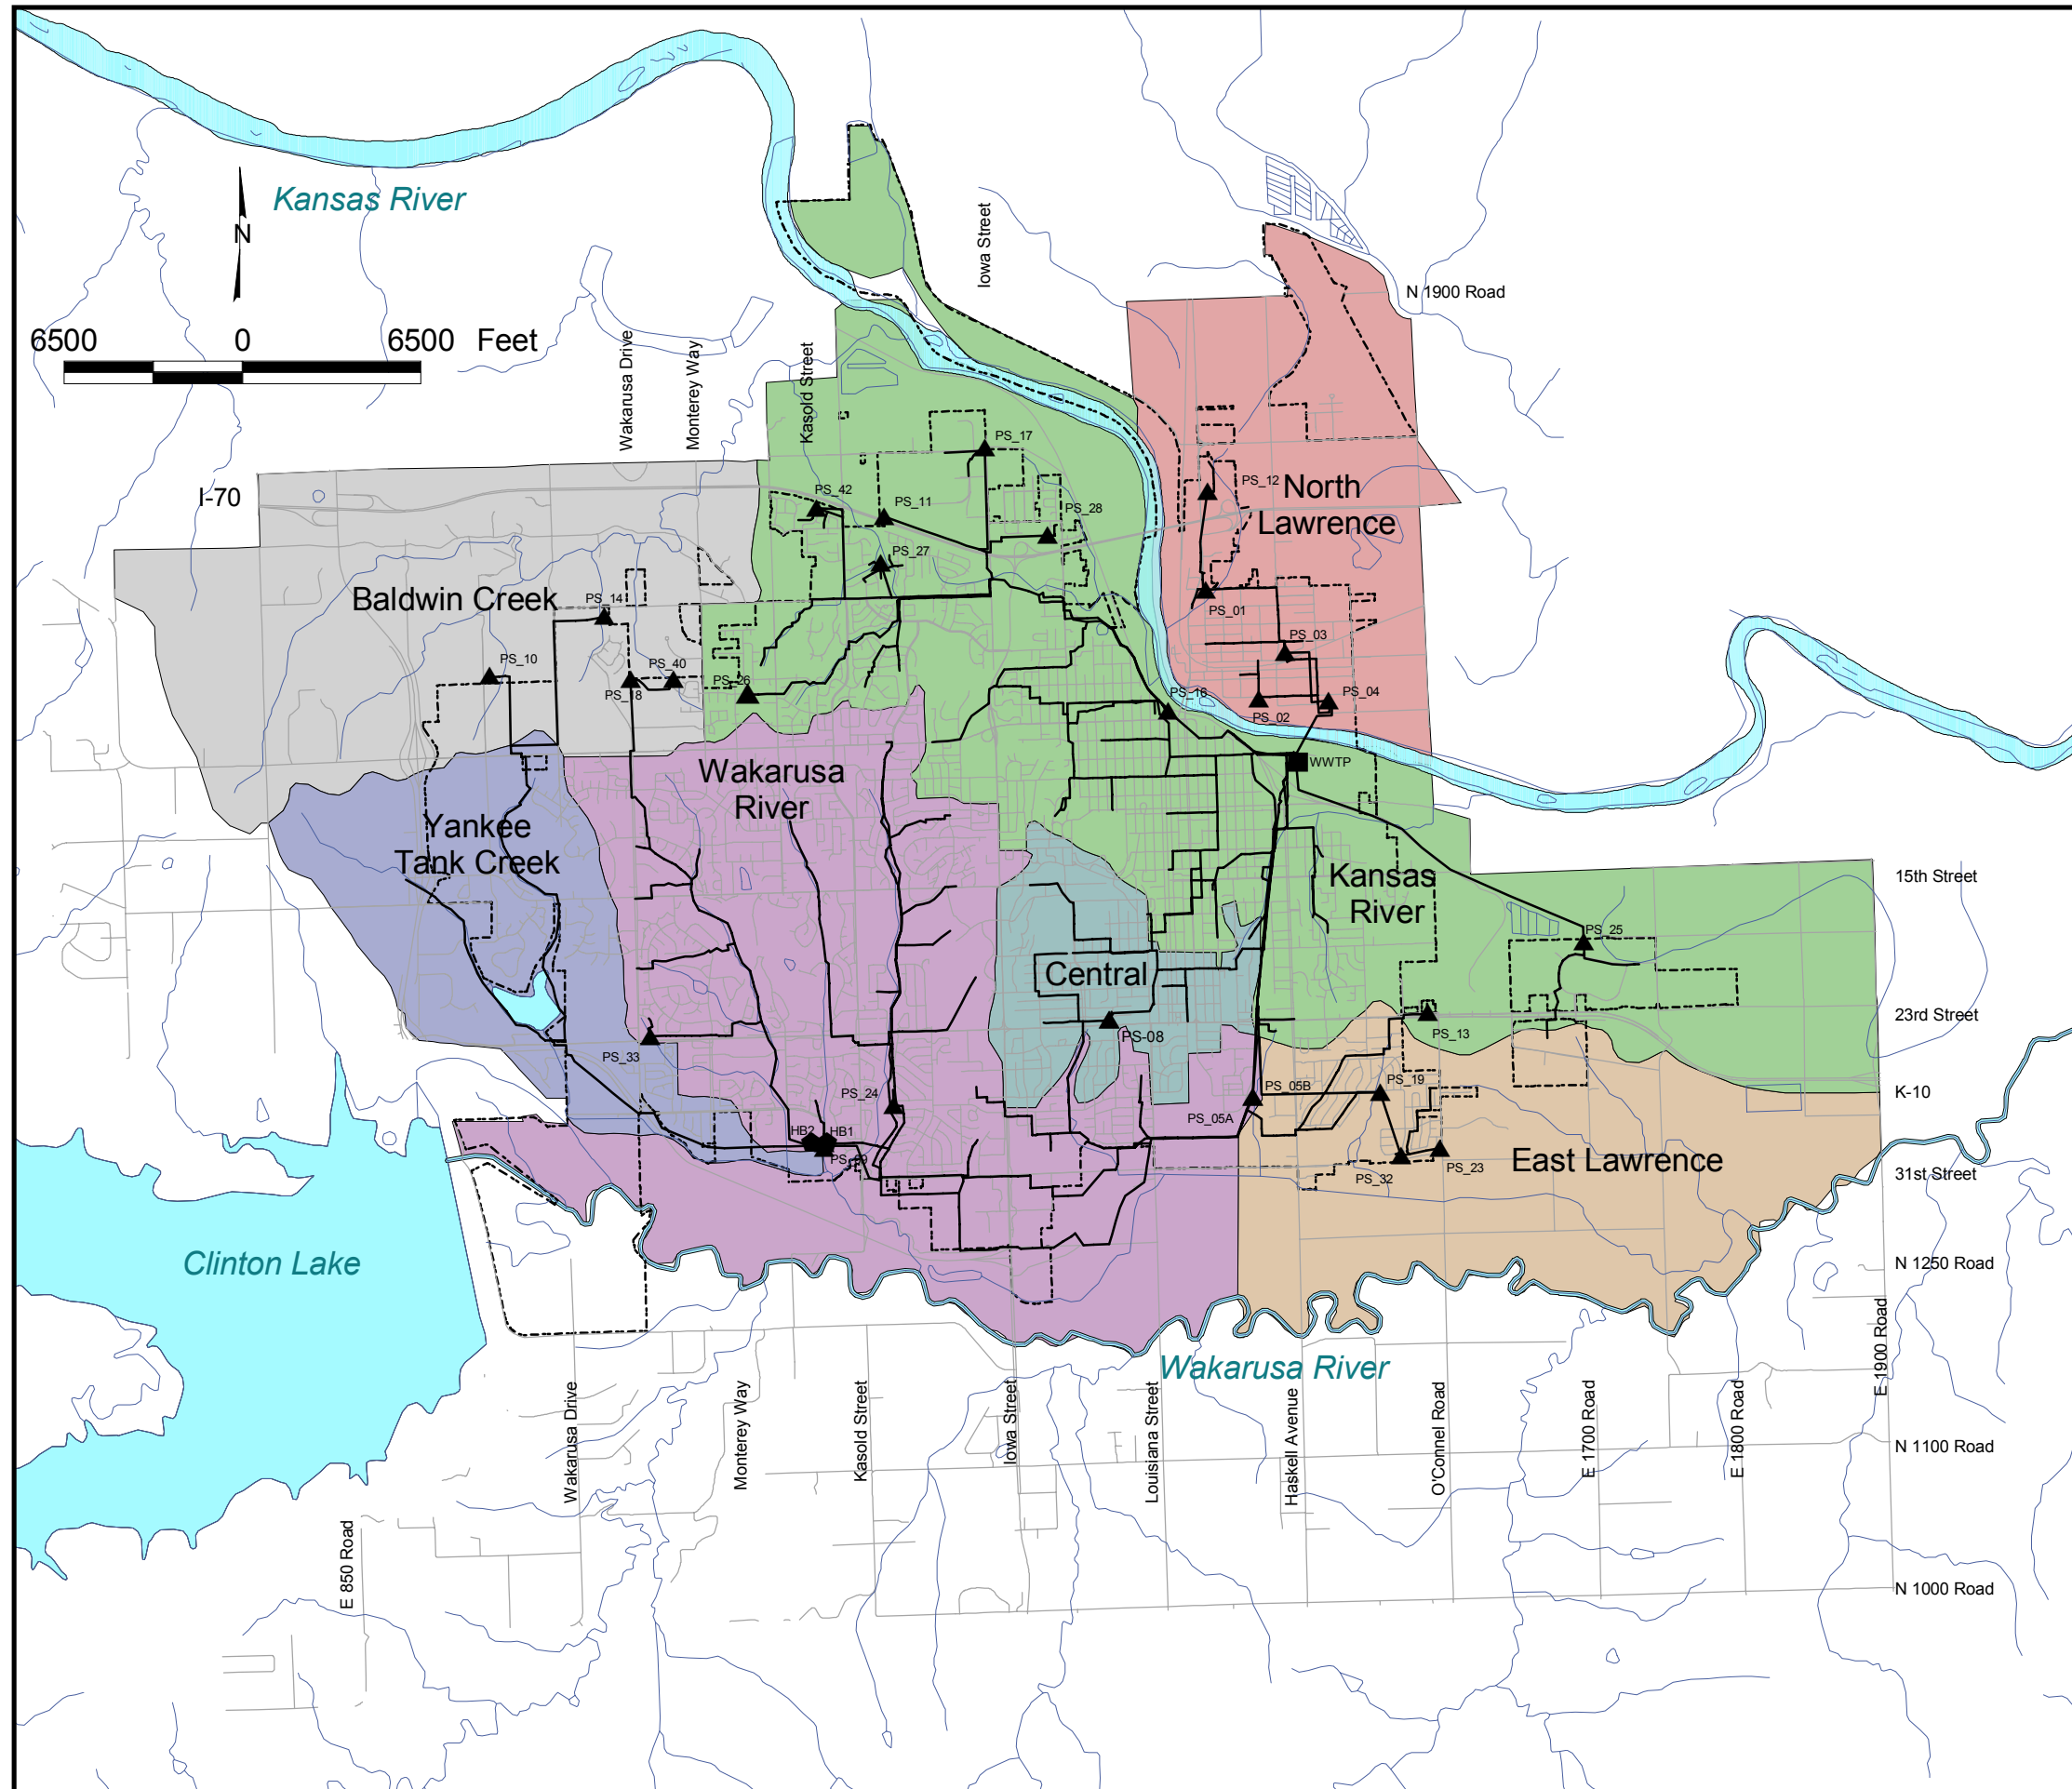 Kansas River
N
6500 0 6500 Feet
Iowa Street
N 1900 Road
Wakarusa Drive
Monterey Way
Kasold Street
PS_17
I-70
PS_42
PS_11
PS_28
PS_12
North
Lawrence
PS_27
Baldwin Creek
PS_14
PS_01
PS_03
PS_10
PS_18
PS_40
PS_26
PS_16
PS_02
PS_04
WWTP
Wakarusa
River
Yankee
Tank Creek
Kansas
River
15th Street
PS_25
Central
PS-08
PS_13
23rd Street
PS_33
PS_24
PS_05B
PS_05A
PS_19
K-10
HB2
HB1
PS_09
PS_32
PS_23
East Lawrence
31st Street
Clinton Lake
N 1250 Road
Wakarusa River
Wakarusa Drive
Monterey Way
Kasold Street
Iowa Street
Louisiana Street
Haskell Avenue
O'Connel Road
E 1700 Road
E 1800 Road
E 1900 Road
N 1100 Road
E 850 Road
N 1000 Road